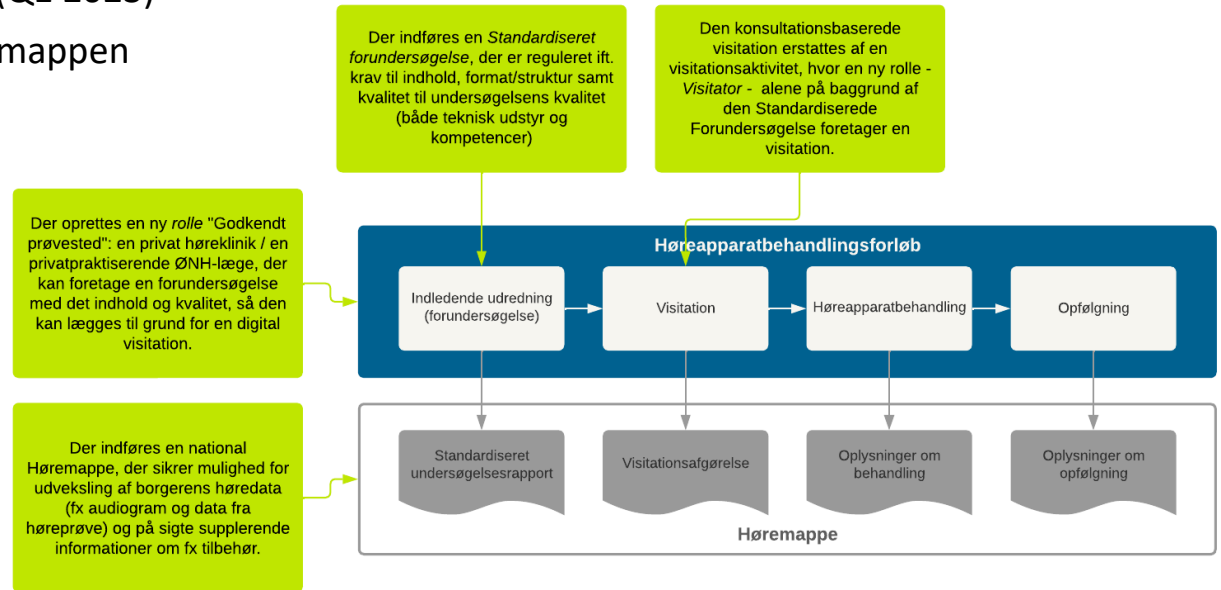 2023)
mappen
Der indføres en Standardiseret
forundersøgelse, der er reguleret ift.
krav til indhold, format/struktur samt
kvalitet til undersøgelsens kvalitet
(både teknisk udstyr og
kompetencer)
Den konsultationsbaserede
visitation erstattes af en
visitationsaktivitet, hvor en ny rolle -
Visitator - alene på baggrund af
den Standardiserede
Forundersøgelse foretager en
visitation.
Der oprettes en ny rolle "Godkendt
prøvested": en privat høreklinik / en
privatpraktiserende ØNH-læge, der
kan foretage en forundersøgelse
med det indhold og kvalitet, så den
kan lægges til grund for en digital
visitation.
Høreapparatbehandlingsforløb
Indledende udredning
(forundersøgelse)
Visitation
Høreapparatbehandling
Opfølgning
Der indføres en national
Høremappe, der sikrer mulighed for
udveksling af borgerens høredata
(fx audiogram og data fra
høreprøve) og på sigte supplerende
informationer om fx tilbehør.
Standardiseret
undersøgelsesrapport
Visitationsafgørelse
Oplysninger om
behandling
Oplysninger om
opfølgning
Høremappe